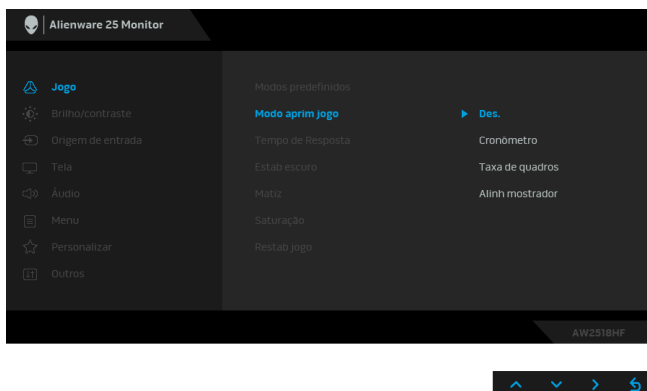 Alienware 25 Monitor
Jogo
Modos predefinidos
Brilho/contraste
Modo aprim jogo
Des.
Origem de entrada
Tempo de Resposta
Cronômetro
Tela
Estab escuro
Taxa de quadros
Áudio
Matiz
Alinh mostrador
Menu
Saturação
Personalizar
Restab jogo
Outros
AW2518HF